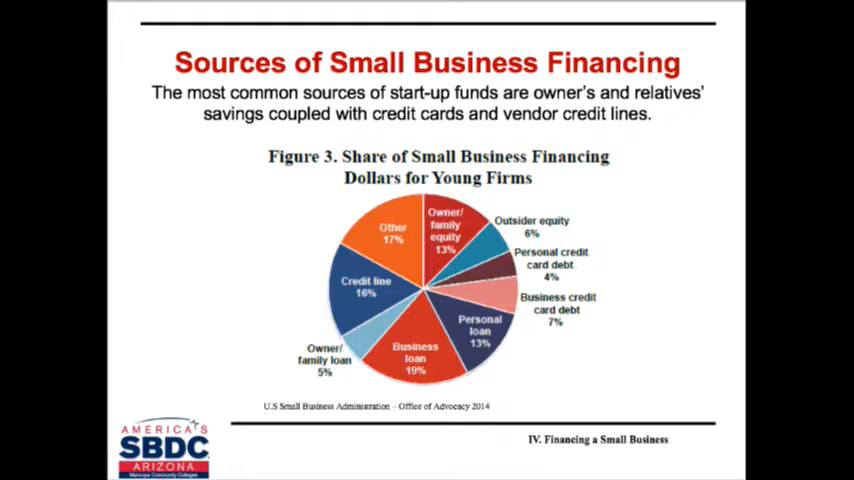 Sources of Small Business Financing
The most common sources of start-up funds are owner's and relatives'
savings coupled with credit cards and vendor credit lines.
Figure 3. Share of Small Business Financing
Dollars for Young Firms
Owner/
family
equity
13%
Outsider equity
6%
Personal credit
card debt
4%
Business credit
card debt
7%
Personal
loan
13%
Business
loan
19%
Owner/
family loan
5%
Credit line
16%
Other
17%
U.S Small Business Administration – Office of Advocacy 2014
AMERICA'S
SBDC
ARIZONA
Maricopa Community Colleges
IV. Financing a Small Business